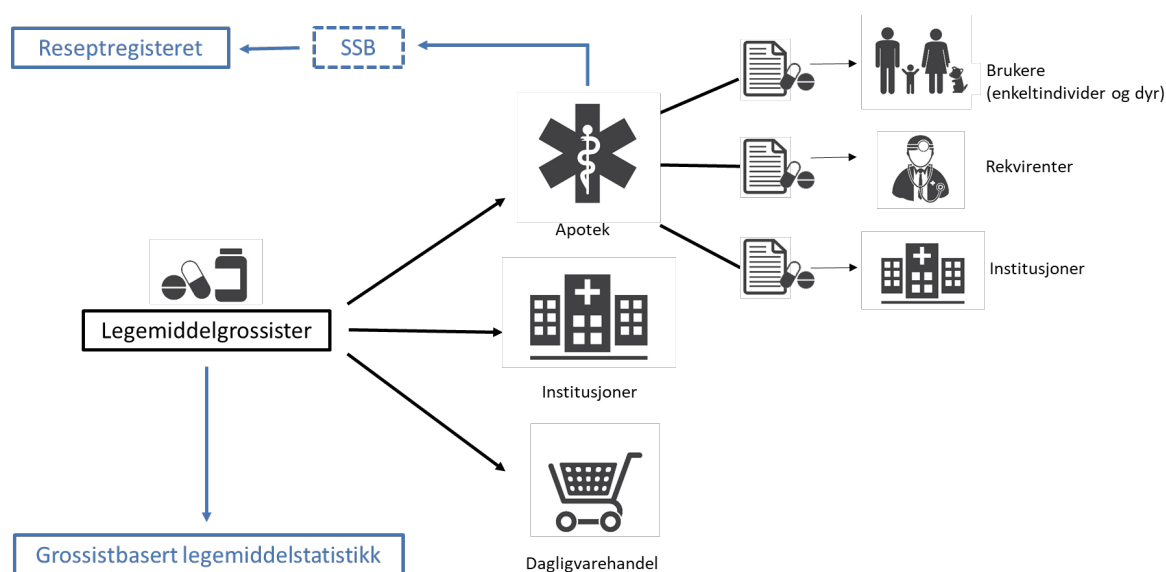 Reseptregisteret
SSB
Brukere
(enkeltindivider og dyr)
Rekvirenter
Apotek
Institusjoner
Legemiddelgrossister
Institusjoner
Grossistbasert legemiddelstatistikk
Dagligvarehandel